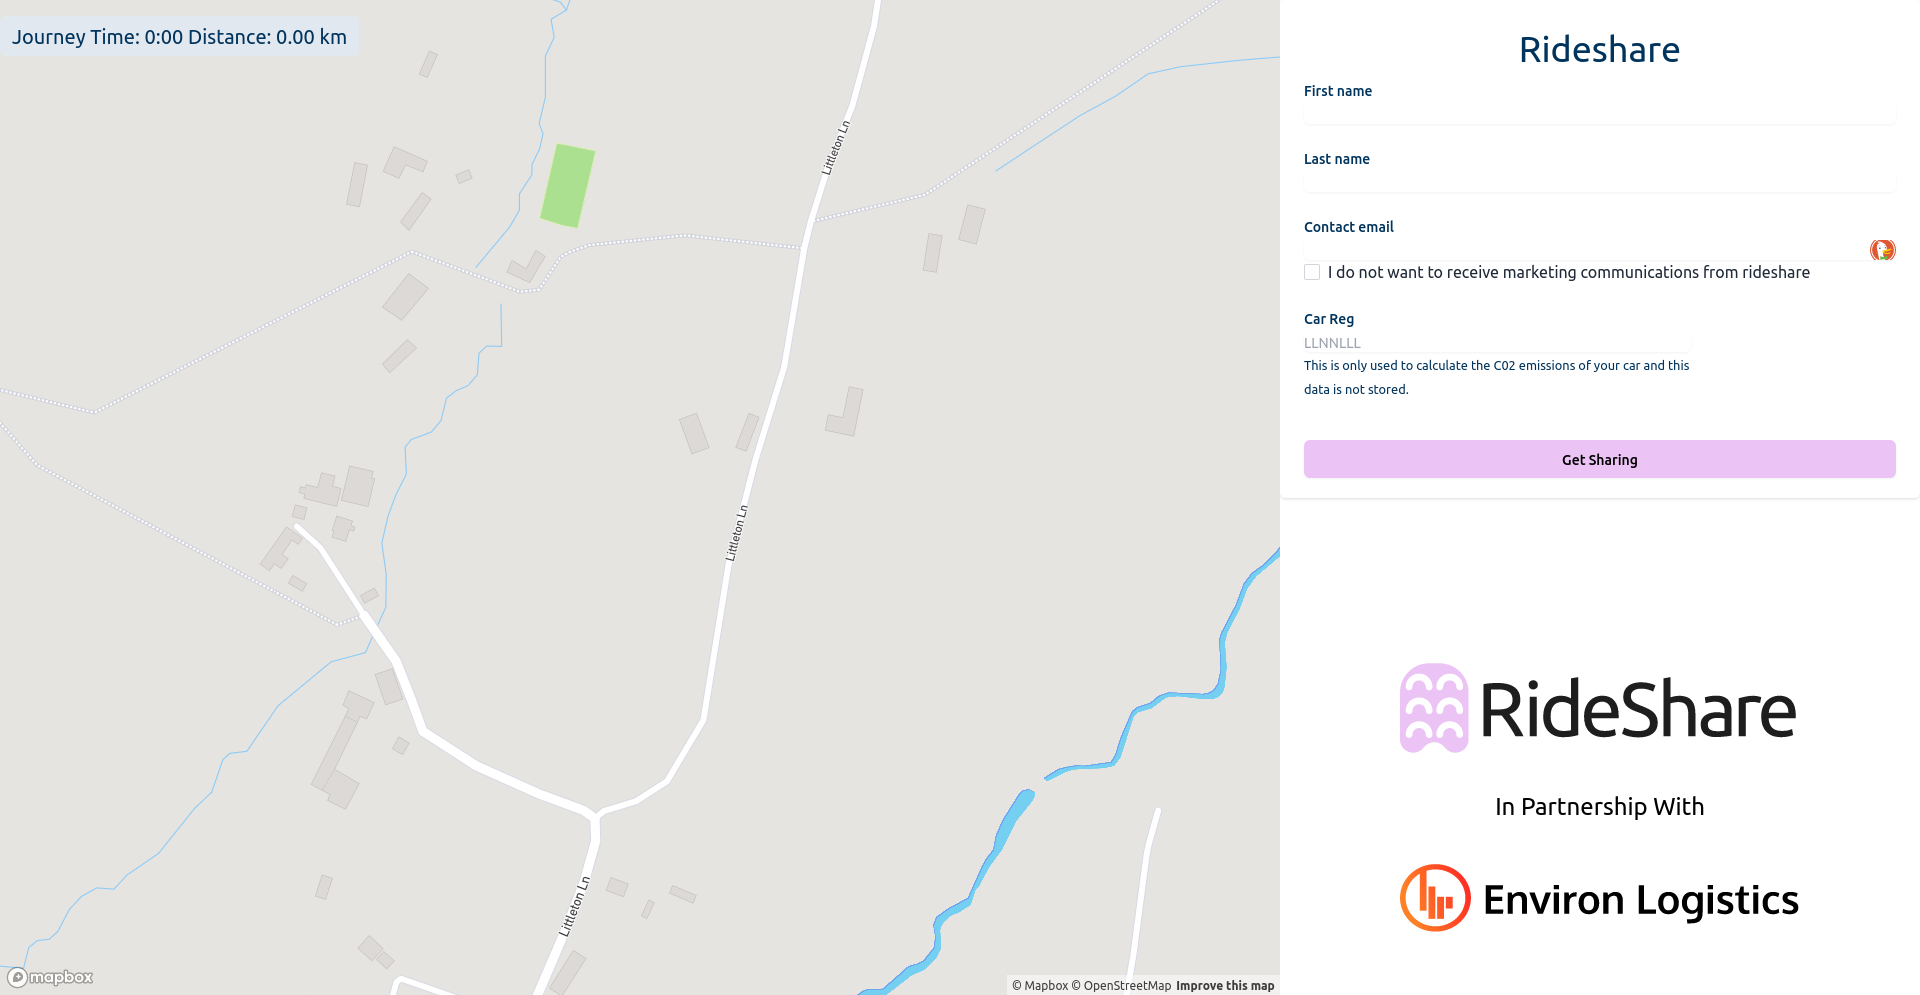 Journey Time: 0:00 Distance: 0.00 km
Littleton Ln
Littleton Ln
Littleton Ln
mapbox
© Mapbox © OpenStreetMap Improve this map
Rideshare
First name
Last name
Contact email
I do not want to receive marketing communications from rideshare
Car Reg
LLNNLLL
This is only used to calculate the C02 emissions of your car and this
data is not stored.
Get Sharing
RideShare
In Partnership With
Environ Logistics